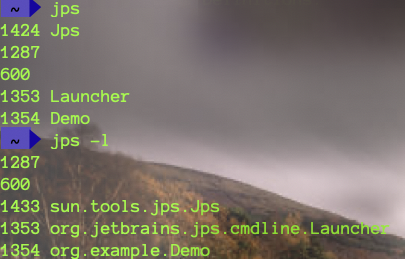 ~ jps
1424 Jps
1287
600
1353 Launcher
1354 Demo
~ jps -l
1287
600
1433 sun.tools.jps.Jps
1353 org.jetbrains.jps.cmdline.Launcher
1354 org.example.Demo